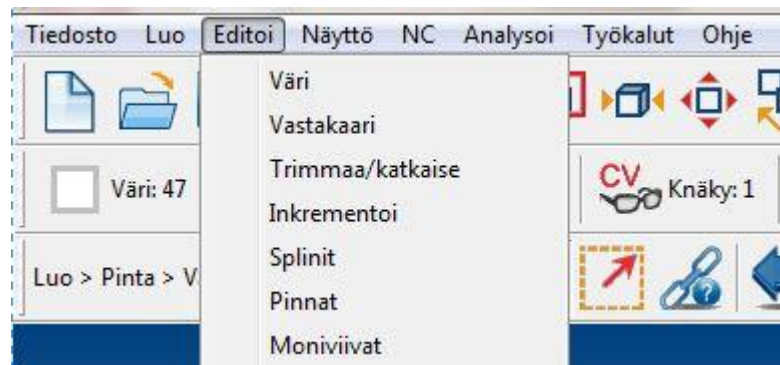 Tiedosto Luo Editoi Näyttö NC Analysoi Työkalut Ohje
Väri
Vastakaari
Trimmaa/katkaise
Inkrementoi
Splinit
Pinnat
Moniviivat
Väri: 47
CV Knäky: 1
Luo > Pinta > V